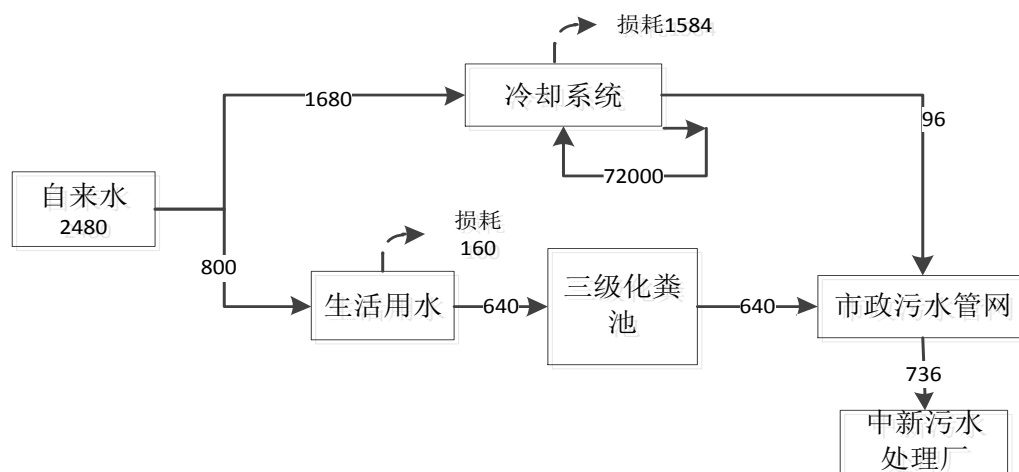 损耗1584
冷却系统
1680
96
72000
自来水
2480
损耗
160
800
生活用水
640
三级化粪
池
640
市政污水管网
736
中新污水
处理厂